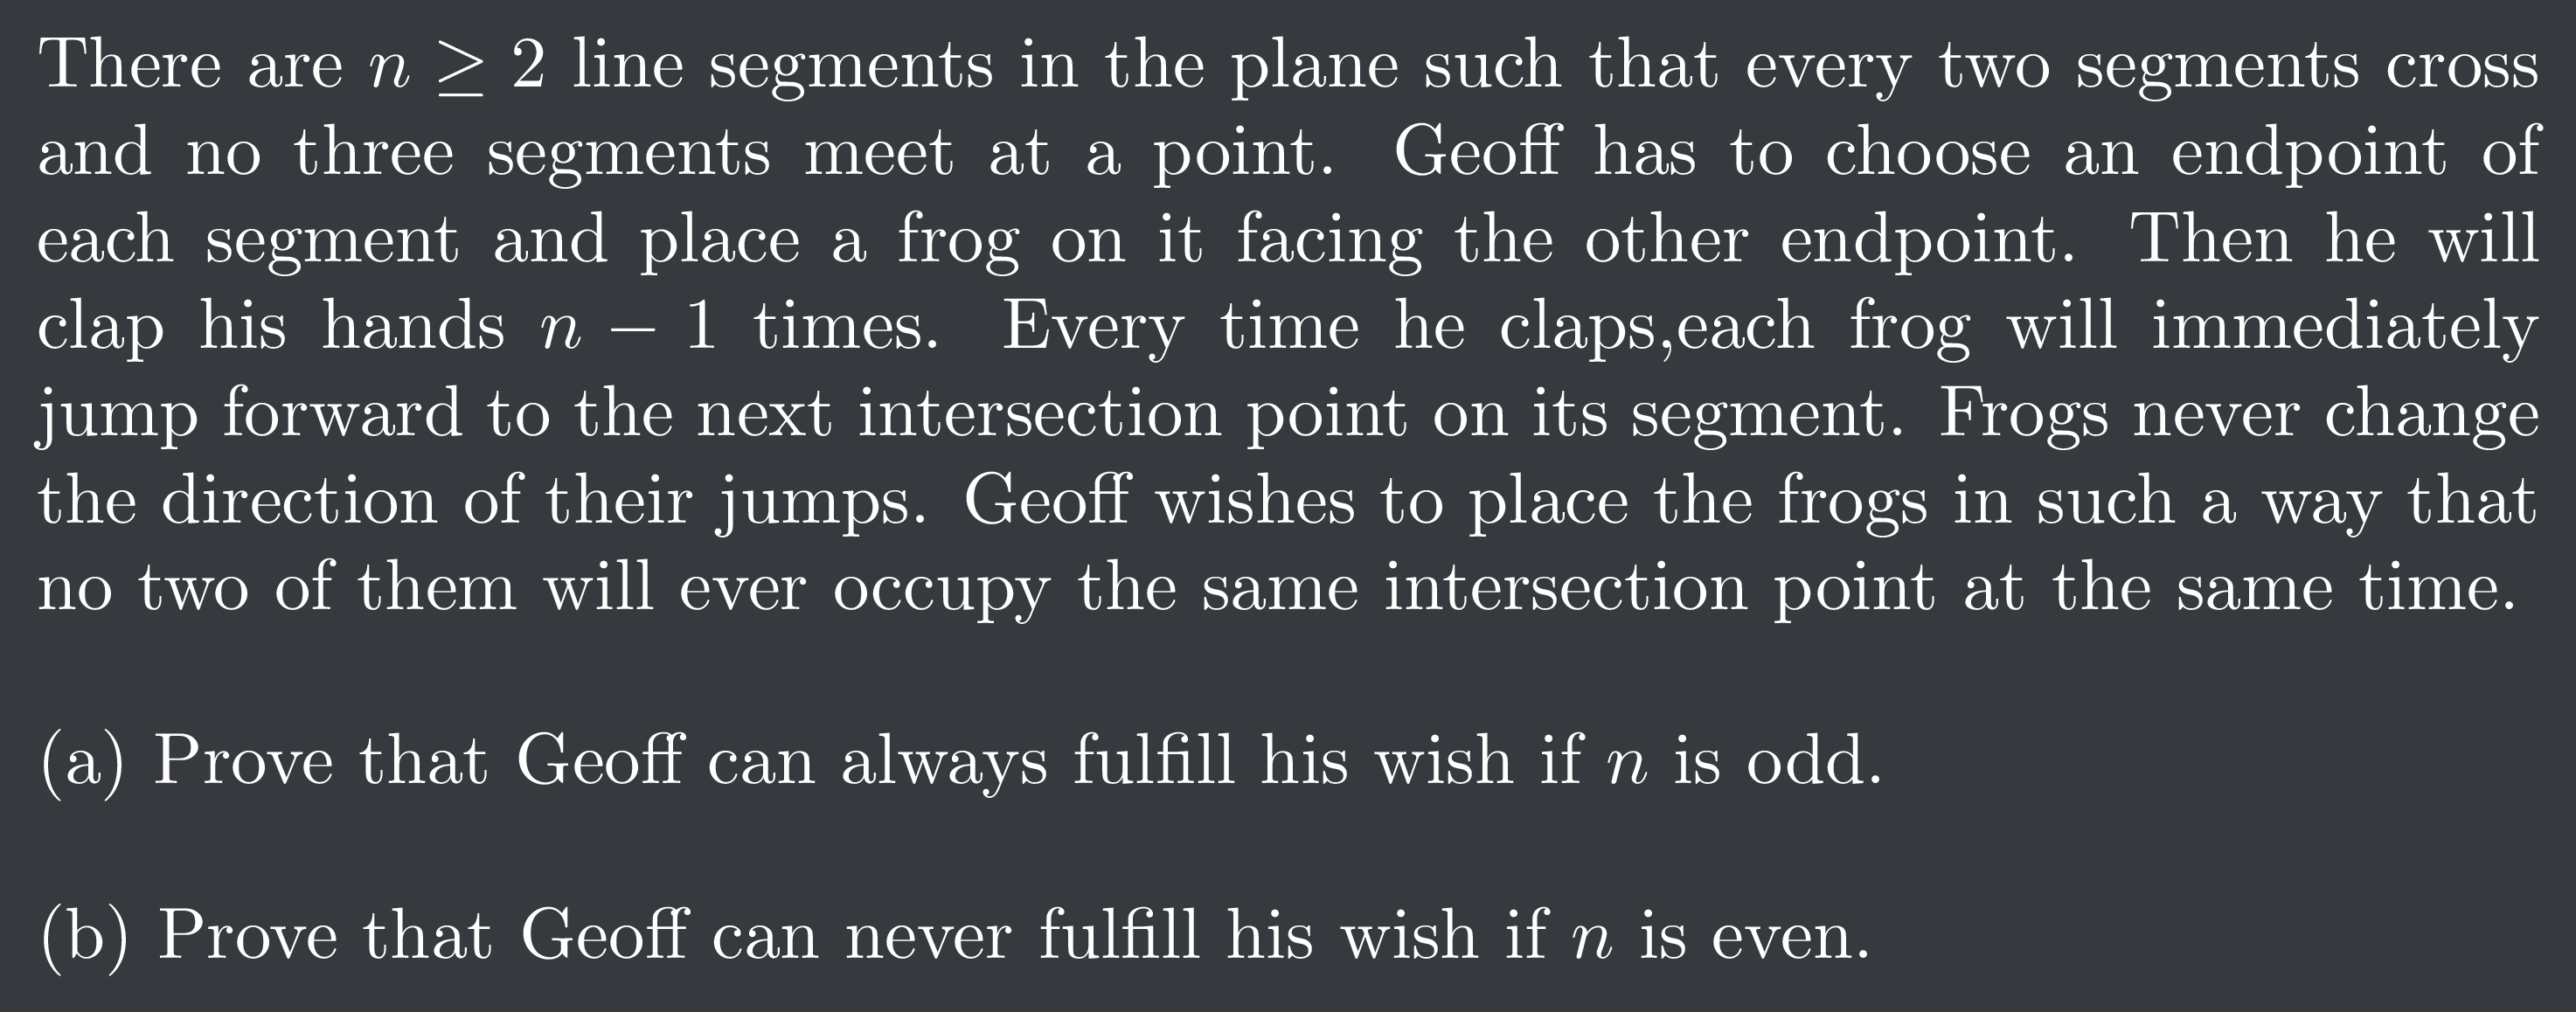 There are n ≥ 2 line segments in the plane such that every two segments cross
and no three segments meet at a point. Geoff has to choose an endpoint of
each segment and place a frog on it facing the other endpoint. Then he will
clap his hands n − 1 times. Every time he claps,each frog will immediately
jump forward to the next intersection point on its segment. Frogs never change
the direction of their jumps. Geoff wishes to place the frogs in such a way that
no two of them will ever occupy the same intersection point at the same time.
(a) Prove that Geoff can always fulfill his wish if n is odd.
(b) Prove that Geoff can never fulfill his wish if n is even.